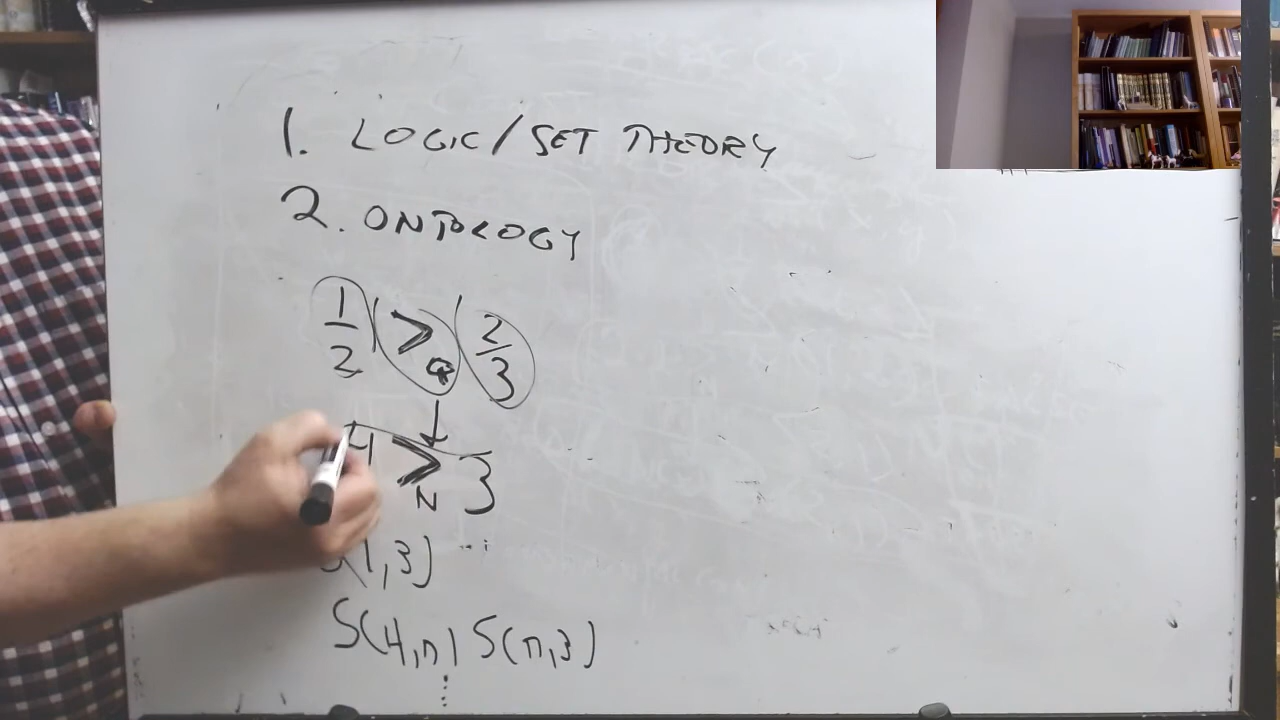 1. LOGIC/SET THEORY
2. ONTOLOGY
1/2 >Q 2/3
4 >N 3
(1,3)
S(4,n) S(n,3)
⋮